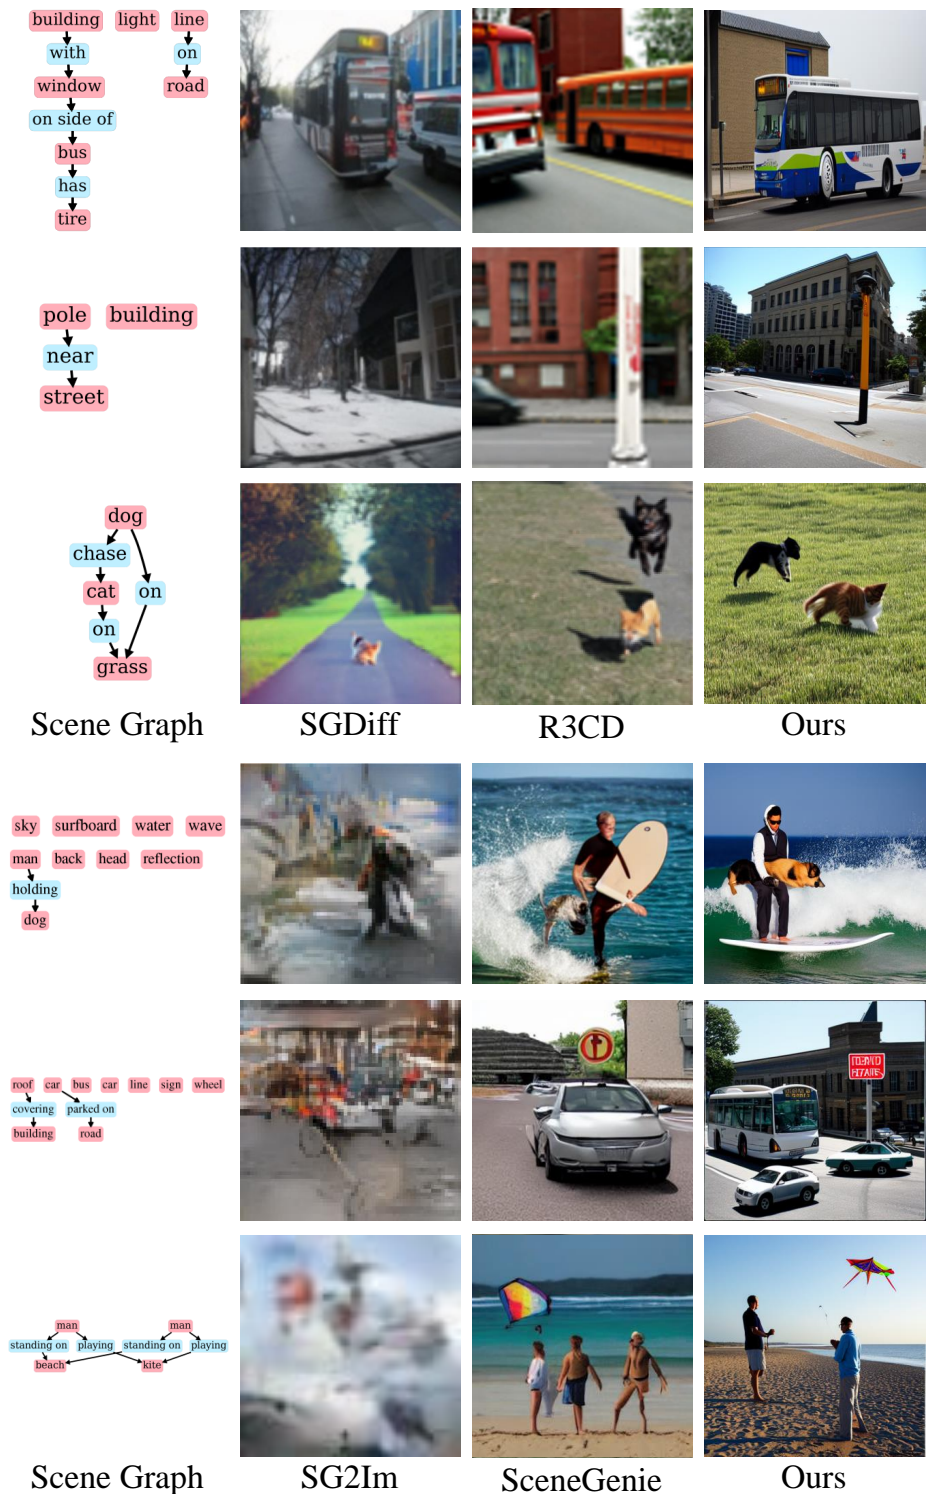 building light line
with on
window road
on side of
bus
has
tire
pole building
near
street
dog
chase
cat on
on
grass
Scene Graph SGDiff R3CD Ours
sky surfboard water wave
man back head reflection
holding
dog
roof car bus car line sign wheel
covering parked on
building road
man man
standing on playing standing on playing
beach kite
Scene Graph SG2Im SceneGenie Ours